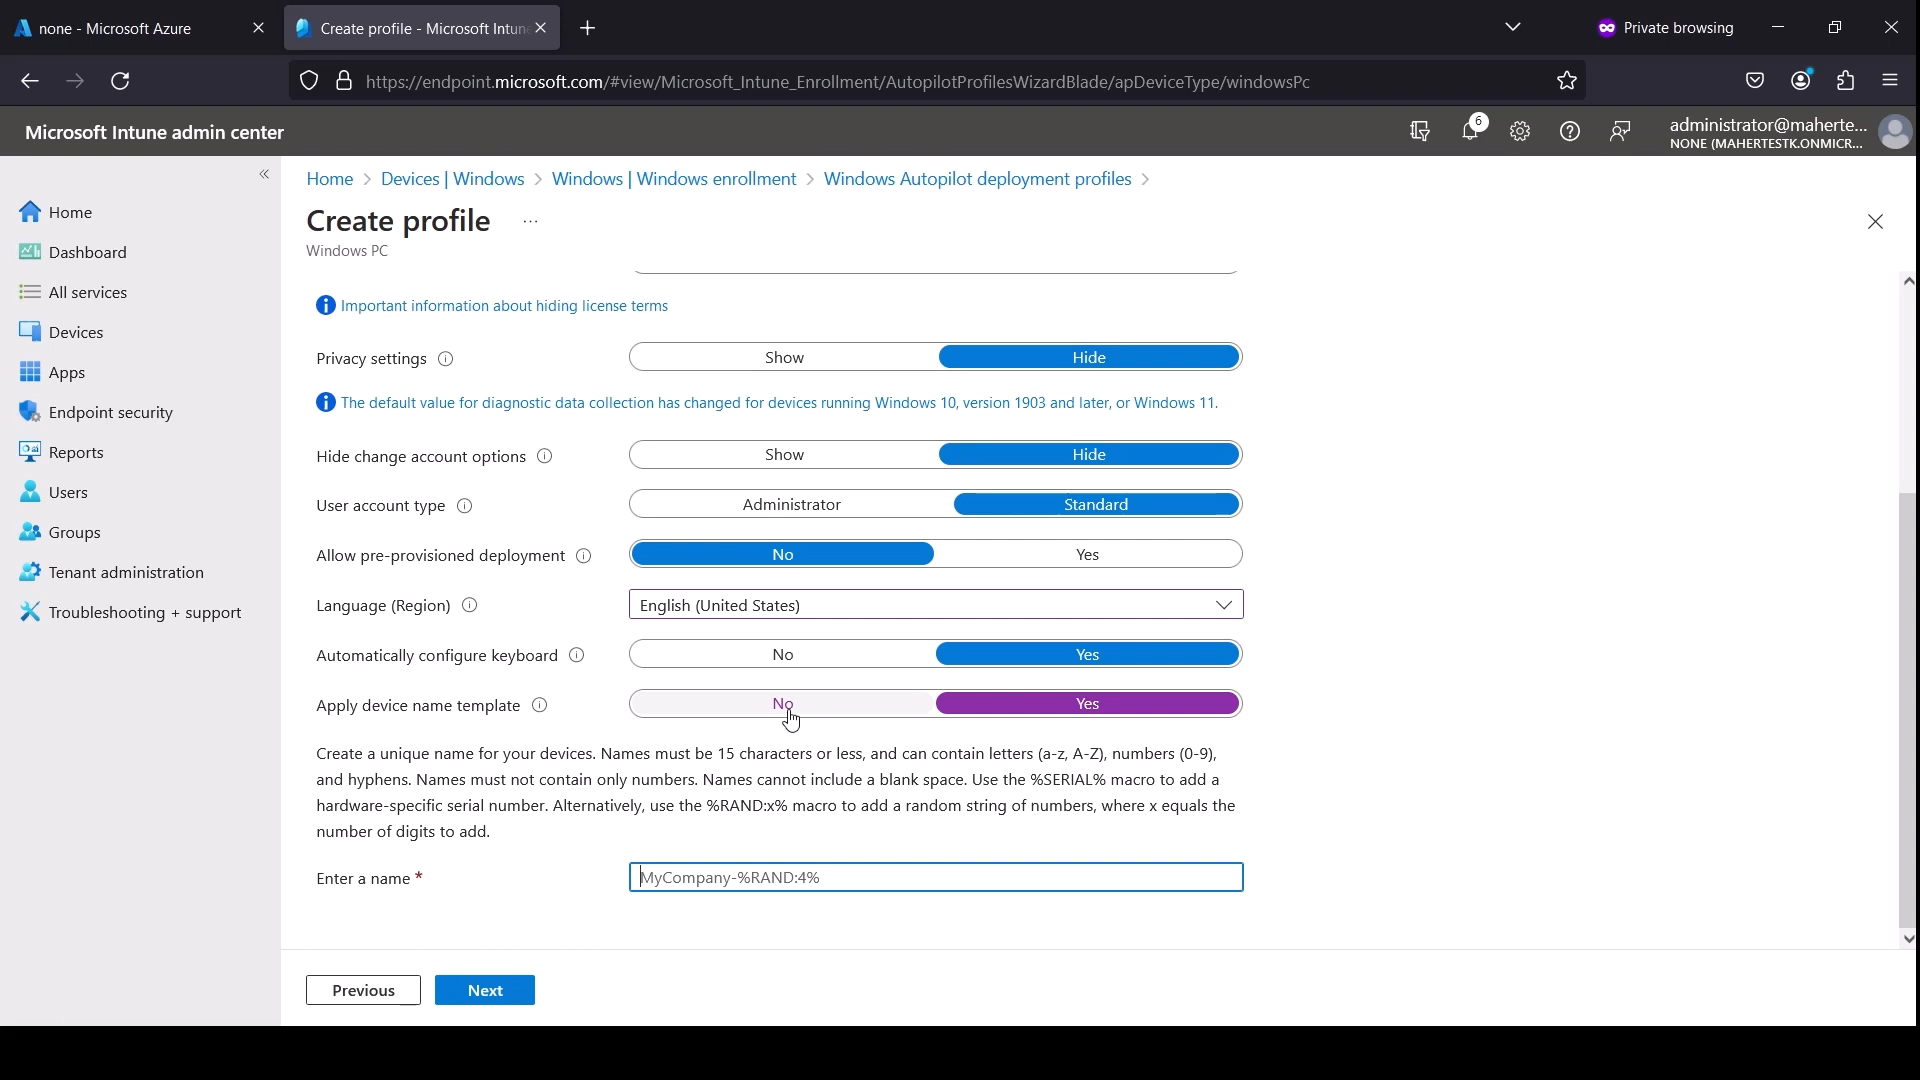 none - Microsoft Azure
Create profile - Microsoft Intune
Private browsing
https://endpoint.microsoft.com/#view/Microsoft_Intune_Enrollment/AutopilotProfilesWizardBlade/apDeviceType/windowsPc
Microsoft Intune admin center
6
administrator@maherte...
NONE (MAHERTESTK.ONMICR...
Home
Dashboard
All services
Devices
Apps
Endpoint security
Reports
Users
Groups
Tenant administration
Troubleshooting + support
Home > Devices | Windows > Windows | Windows enrollment > Windows Autopilot deployment profiles >
Create profile ...
Windows PC
Important information about hiding license terms
Privacy settings Show Hide
The default value for diagnostic data collection has changed for devices running Windows 10, version 1903 and later, or Windows 11.
Hide change account options Show Hide
User account type Administrator Standard
Allow pre-provisioned deployment No Yes
Language (Region) English (United States)
Automatically configure keyboard No Yes
Apply device name template No Yes
Create a unique name for your devices. Names must be 15 characters or less, and can contain letters (a-z, A-Z), numbers (0-9),
and hyphens. Names must not contain only numbers. Names cannot include a blank space. Use the %SERIAL% macro to add a
hardware-specific serial number. Alternatively, use the %RAND:x% macro to add a random string of numbers, where x equals the
number of digits to add.
Enter a name * MyCompany-%RAND:4%
Previous Next